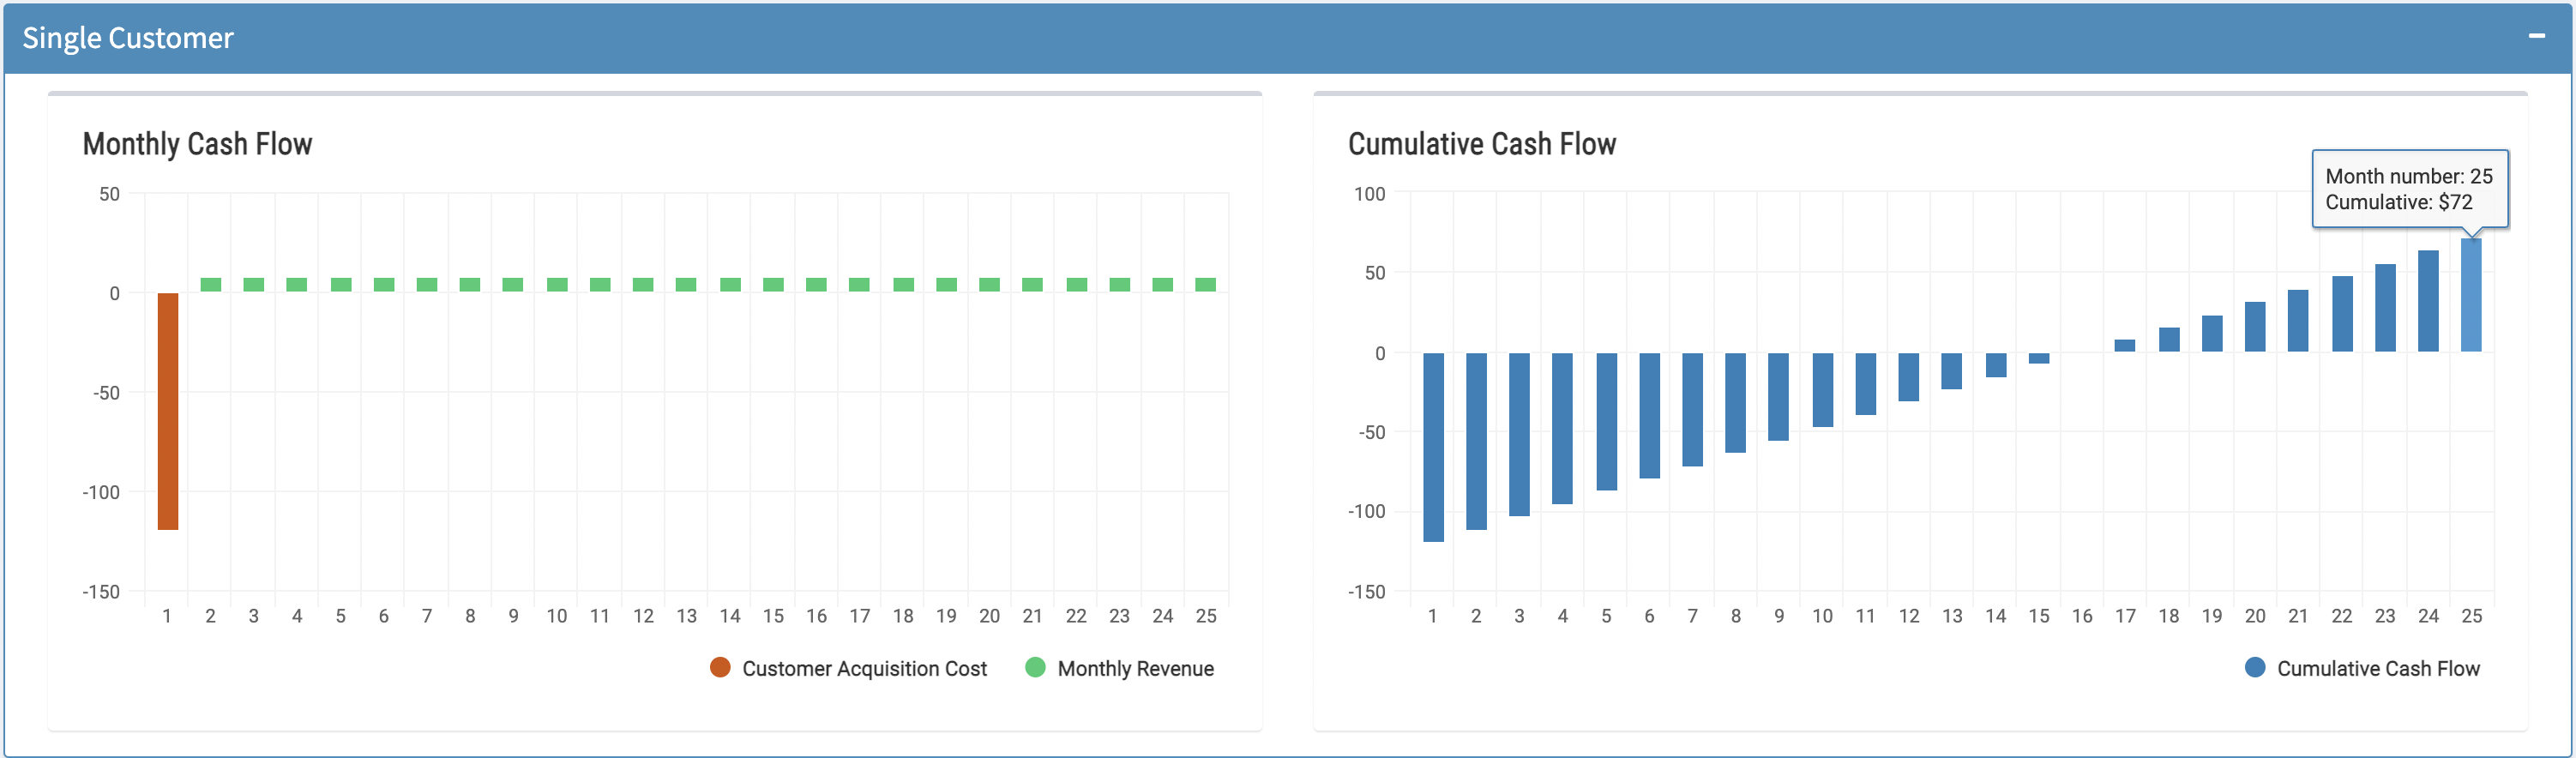 Single Customer
Monthly Cash Flow
50
0
-50
-100
-150
1 2 3 4 5 6 7 8 9 10 11 12 13 14 15 16 17 18 19 20 21 22 23 24 25
Customer Acquisition Cost Monthly Revenue
Cumulative Cash Flow
Month number: 25
Cumulative: $72
100
50
0
-50
-100
-150
1 2 3 4 5 6 7 8 9 10 11 12 13 14 15 16 17 18 19 20 21 22 23 24 25
Cumulative Cash Flow